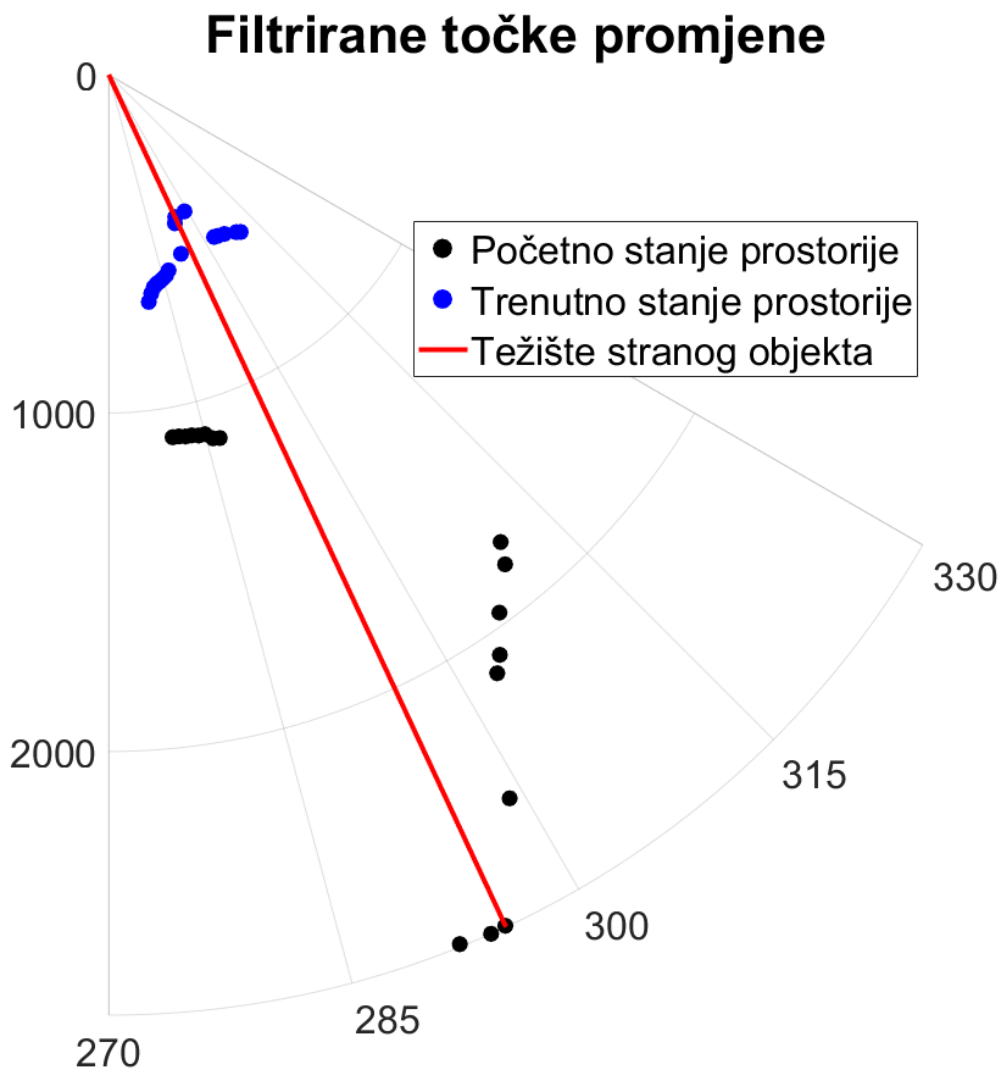 Filtrirane točke promjene
0
Početno stanje prostorije
Trenutno stanje prostorije
Težište stranog objekta
1000
330
2000
315
300
285
270